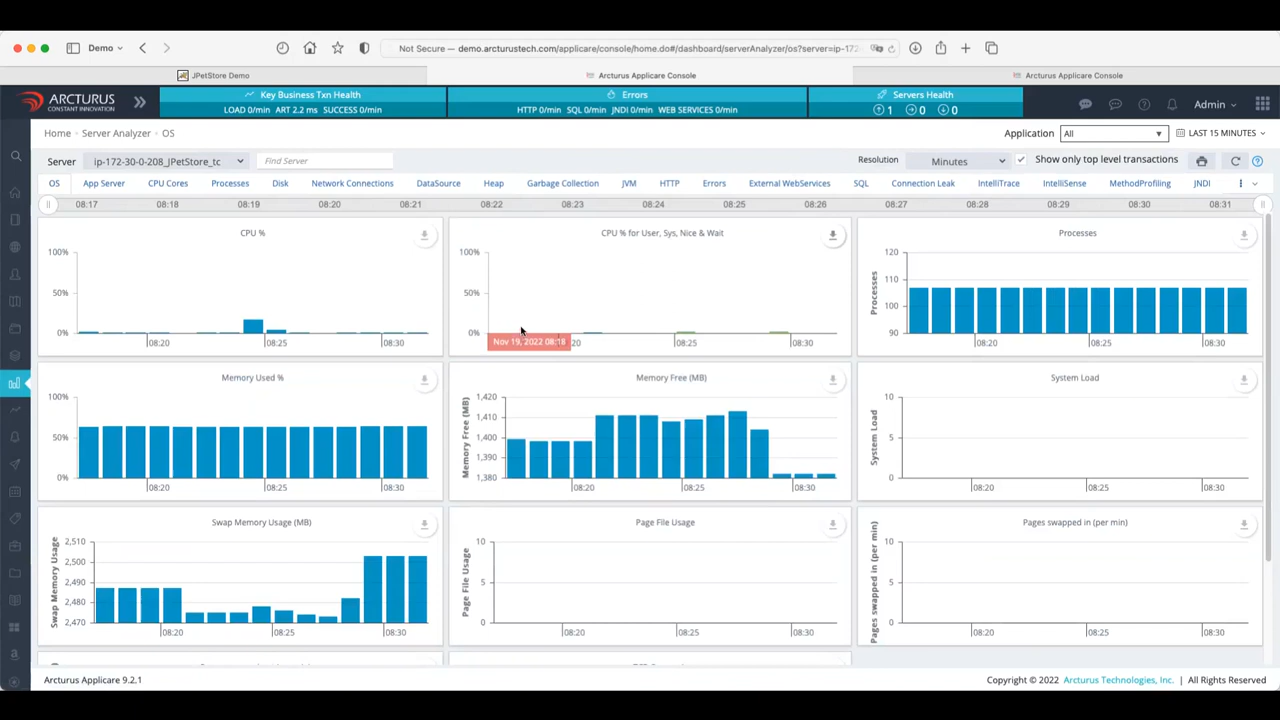 Demo
Not Secure — demo.arcturustech.com/applicare/console/home.do#/dashboard/serverAnalyzer/os?server=ip-172
JPetStore Demo
Arcturus Applicare Console
Arcturus Applicare Console
ARCTURUS
CONSTANT INNOVATION
Key Business Txn Health
LOAD 0/min ART 2.2 ms SUCCESS 0/min
Errors
HTTP 0/min SQL 0/min JNDI 0/min WEB SERVICES 0/min
Servers Health
1 0 0
Admin
Home Server Analyzer OS
Application All LAST 15 MINUTES
Server ip-172-30-0-208_JPetStore_tc Find Server
Resolution Minutes Show only top level transactions
OS App Server CPU Cores Processes Disk Network Connections DataSource Heap Garbage Collection JVM HTTP Errors External WebServices SQL Connection Leak IntelliTrace IntelliSense MethodProfiling JNDI
08:17 08:18 08:19 08:20 08:21 08:22 08:23 08:24 08:25 08:26 08:27 08:28 08:29 08:30 08:31
CPU %
100%
50%
0%
08:20 08:25 08:30
CPU % for User, Sys, Nice & Wait
100%
50%
0%
Nov 19, 2022 08:18
20 08:25 08:30
Processes
Processes
120
110
100
90
08:20 08:25 08:30
Memory Used %
100%
50%
0%
08:20 08:25 08:30
Memory Free (MB)
Memory Free (MB)
1,420
1,410
1,400
1,390
1,380
08:20 08:25 08:30
System Load
System Load
10
5
0
08:20 08:25 08:30
Swap Memory Usage (MB)
Swap Memory Usage
2,510
2,500
2,490
2,480
2,470
08:20 08:25 08:30
Page File Usage
Page File Usage
10
5
0
08:20 08:25 08:30
Pages swapped in (per min)
Pages swapped in (per min)
10
5
0
08:20 08:25 08:30
Arcturus Applicare 9.2.1
Copyright © 2022 Arcturus Technologies, Inc. | All Rights Reserved